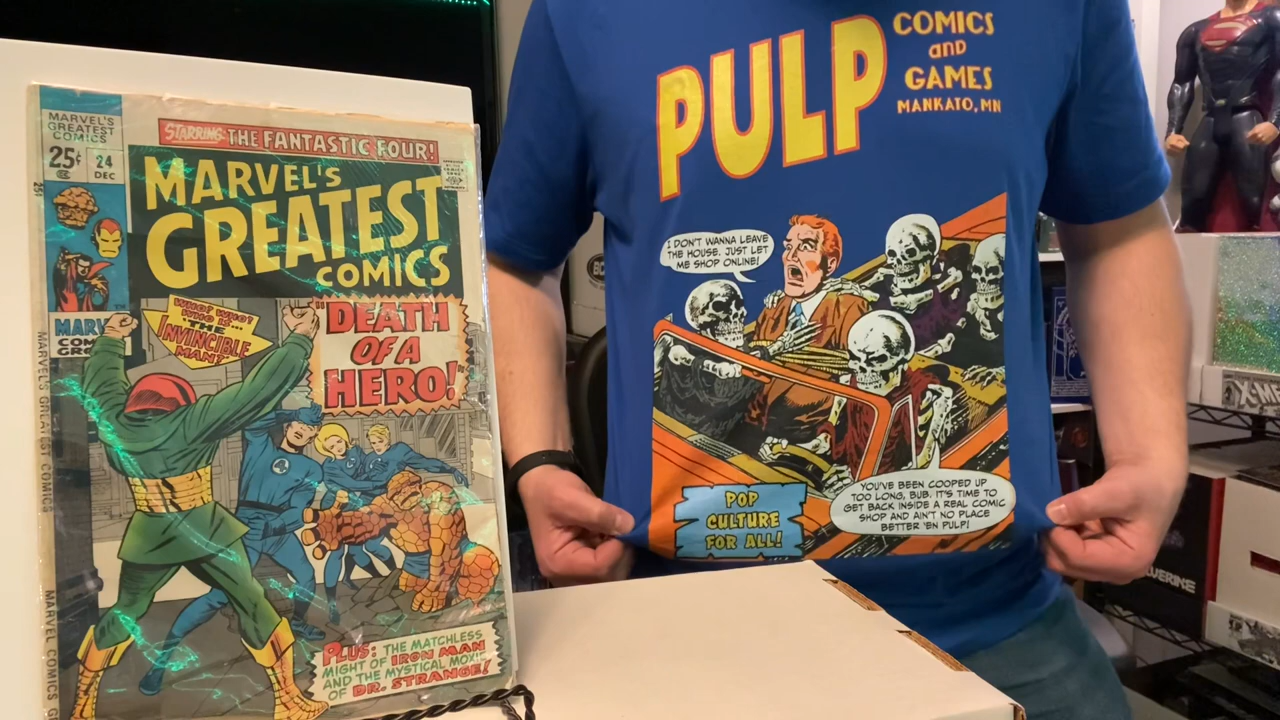 MARVEL'S
GREATEST
COMICS
25¢
24
DEC
STARRING THE FANTASTIC FOUR!
MARVEL'S
GREATEST
COMICS
WHO? WHO?
WHO IS...
"THE
INVINCIBLE
MAN?"
"DEATH
OF A
HERO!"
PLUS: THE MATCHLESS
MIGHT OF IRON MAN
AND THE MYSTICAL MOXIE
OF DR. STRANGE!
MARVEL'S GREATEST COMICS
MARVEL COMICS
PULP
COMICS
and
GAMES
MANKATO, MN
I DON'T WANNA LEAVE
THE HOUSE. JUST LET
ME SHOP ONLINE!
POP
CULTURE
FOR ALL!
YOU'VE BEEN COOPED UP
TOO LONG, BUB. IT'S TIME TO
GET BACK INSIDE A REAL COMIC
SHOP AND AIN'T NO PLACE
BETTER 'EN PULP!
X-ME
VERINE